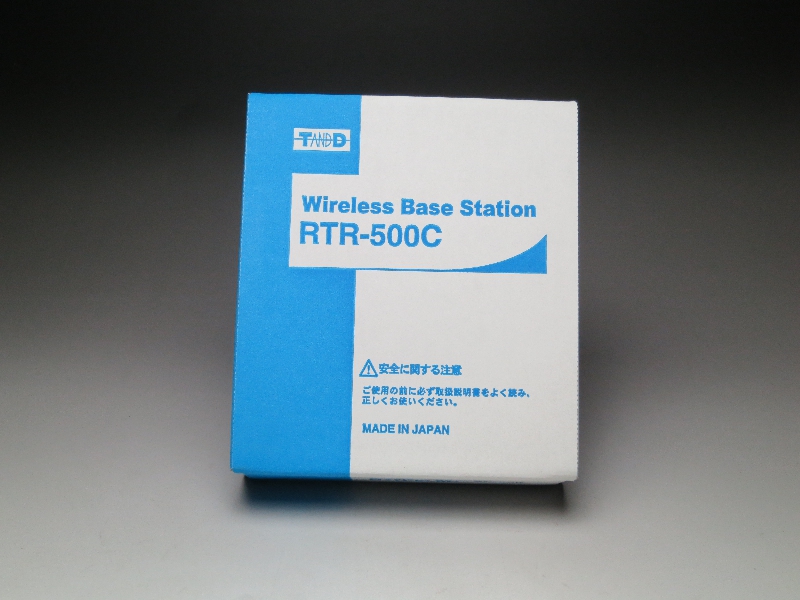 TANDD
Wireless Base Station
RTR-500C
安全に関する注意
ご使用の前に必ず取扱説明書をよく読み、
正しくお使いください。
MADE IN JAPAN